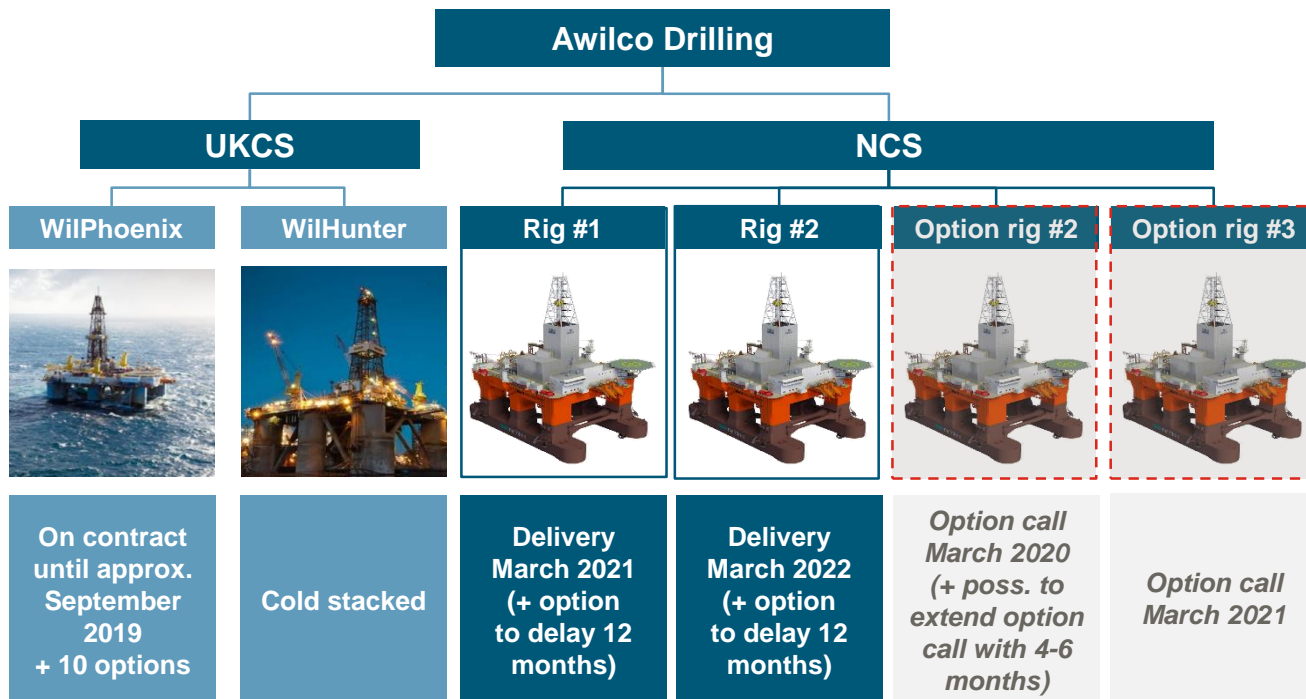 Awilco Drilling
UKCS
NCS
WilPhoenix
WilHunter
Rig #1
Rig #2
Option rig #2
Option rig #3
On contract
until approx.
September
2019
+ 10 options
Cold stacked
Delivery
March 2021
(+ option
to delay 12
months)
Delivery
March 2022
(+ option
to delay 12
months)
Option call
March 2020
(+ poss. to
extend option
call with 4-6
months)
Option call
March 2021